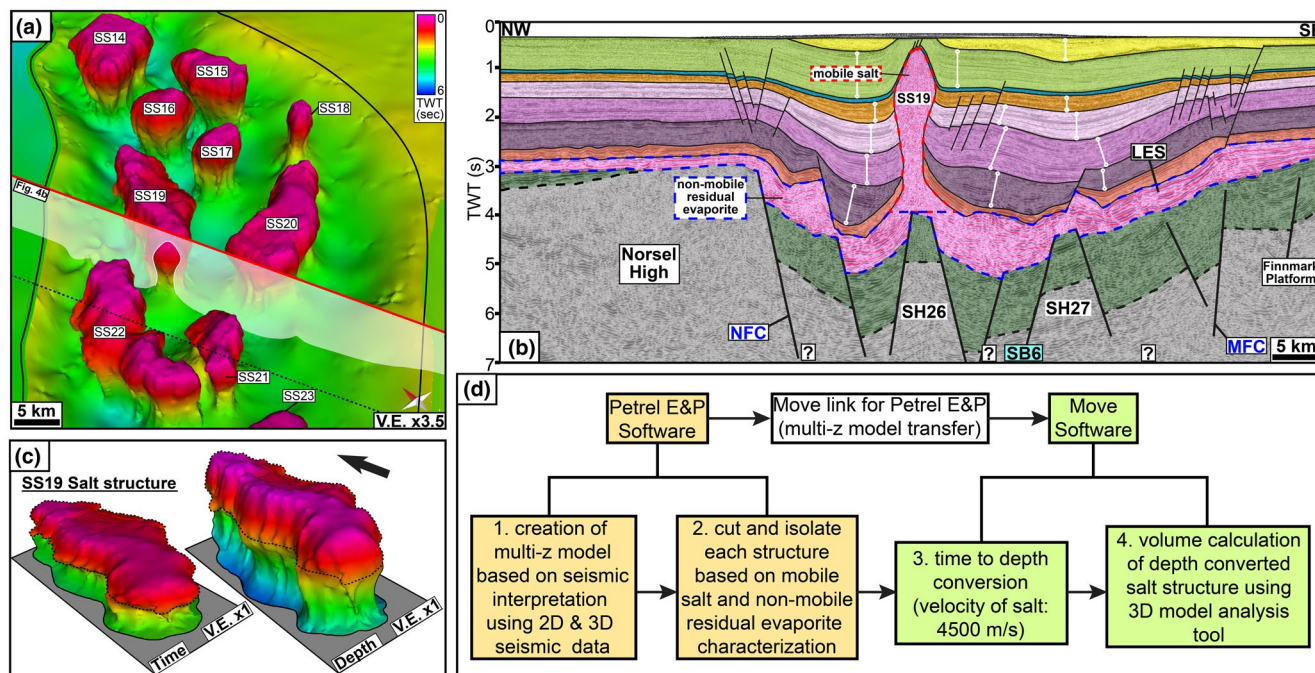 (a)
SS14
SS15
SS16
SS17
SS18
SS19
SS20
Fig. 4b
SS22
SS21
SS23
0
6
TWT
(sec)
5 km
V.E. x3.5
NW
0
1
2
3
4
5
6
7
TWT (s)
mobile salt
SS19
non-mobile
residual
evaporite
LES
Norsel
High
SH26
SH27
Finnmark
Platform
NFC
?
?
SB6
?
MFC
(b)
5 km
(c)
SS19 Salt structure
Time
V.E. x1
Depth
V.E. x1
(d)
Petrel E&P
Software
Move link for Petrel E&P
(multi-z model transfer)
Move
Software
1. creation of
multi-z model
based on seismic
interpretation
using 2D & 3D
seismic data
2. cut and isolate
each structure
based on mobile
salt and non-mobile
residual evaporite
characterization
3. time to depth
conversion
(velocity of salt:
4500 m/s)
4. volume calculation
of depth converted
salt structure using
3D model analysis
tool